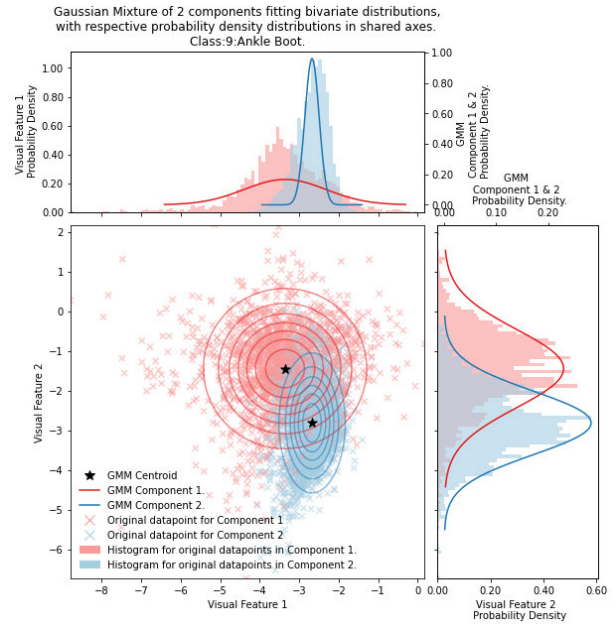 Gaussian Mixture of 2 components fitting bivariate distributions,
with respective probability density distributions in shared axes.
Class:9:Ankle Boot.
Visual Feature 1
Probability Density
1.00
0.80
0.60
0.40
0.20
0.00
1.00
0.80
0.60
0.40
0.20
0.00
GMM
Component 1 & 2
Probability Density.
GMM
Component 1 & 2
Probability Density.
0.00 0.10 0.20
Visual Feature 2
2
1
0
−1
−2
−3
−4
−5
−6
GMM Centroid
GMM Component 1.
GMM Component 2.
Original datapoint for Component 1
Original datapoint for Component 2
Histogram for original datapoints in Component 1.
Histogram for original datapoints in Component 2.
−8 −7 −6 −5 −4 −3 −2 −1 0
Visual Feature 1
0.00 0.20 0.40 0.60
Visual Feature 2
Probability Density